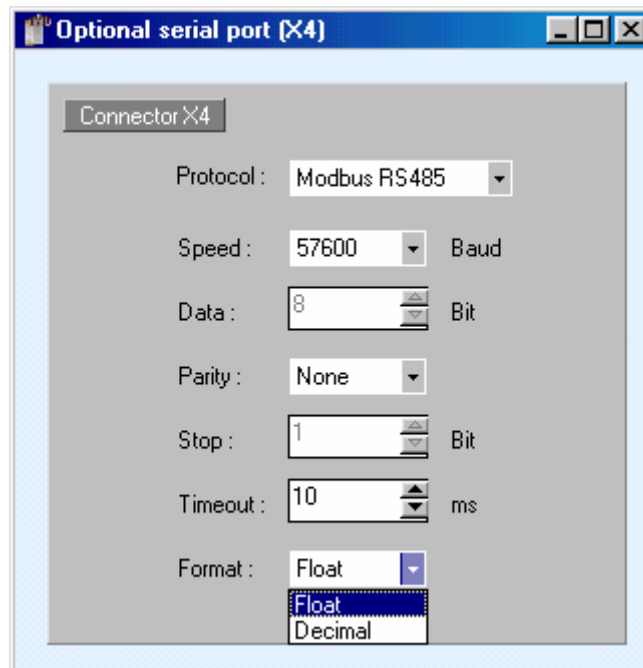 Optional serial port (X4)
Connector X4
Protocol : Modbus RS485
Speed : 57600 Baud
Data : 8 Bit
Parity : None
Stop : 1 Bit
Timeout : 10 ms
Format : Float
Float
Decimal